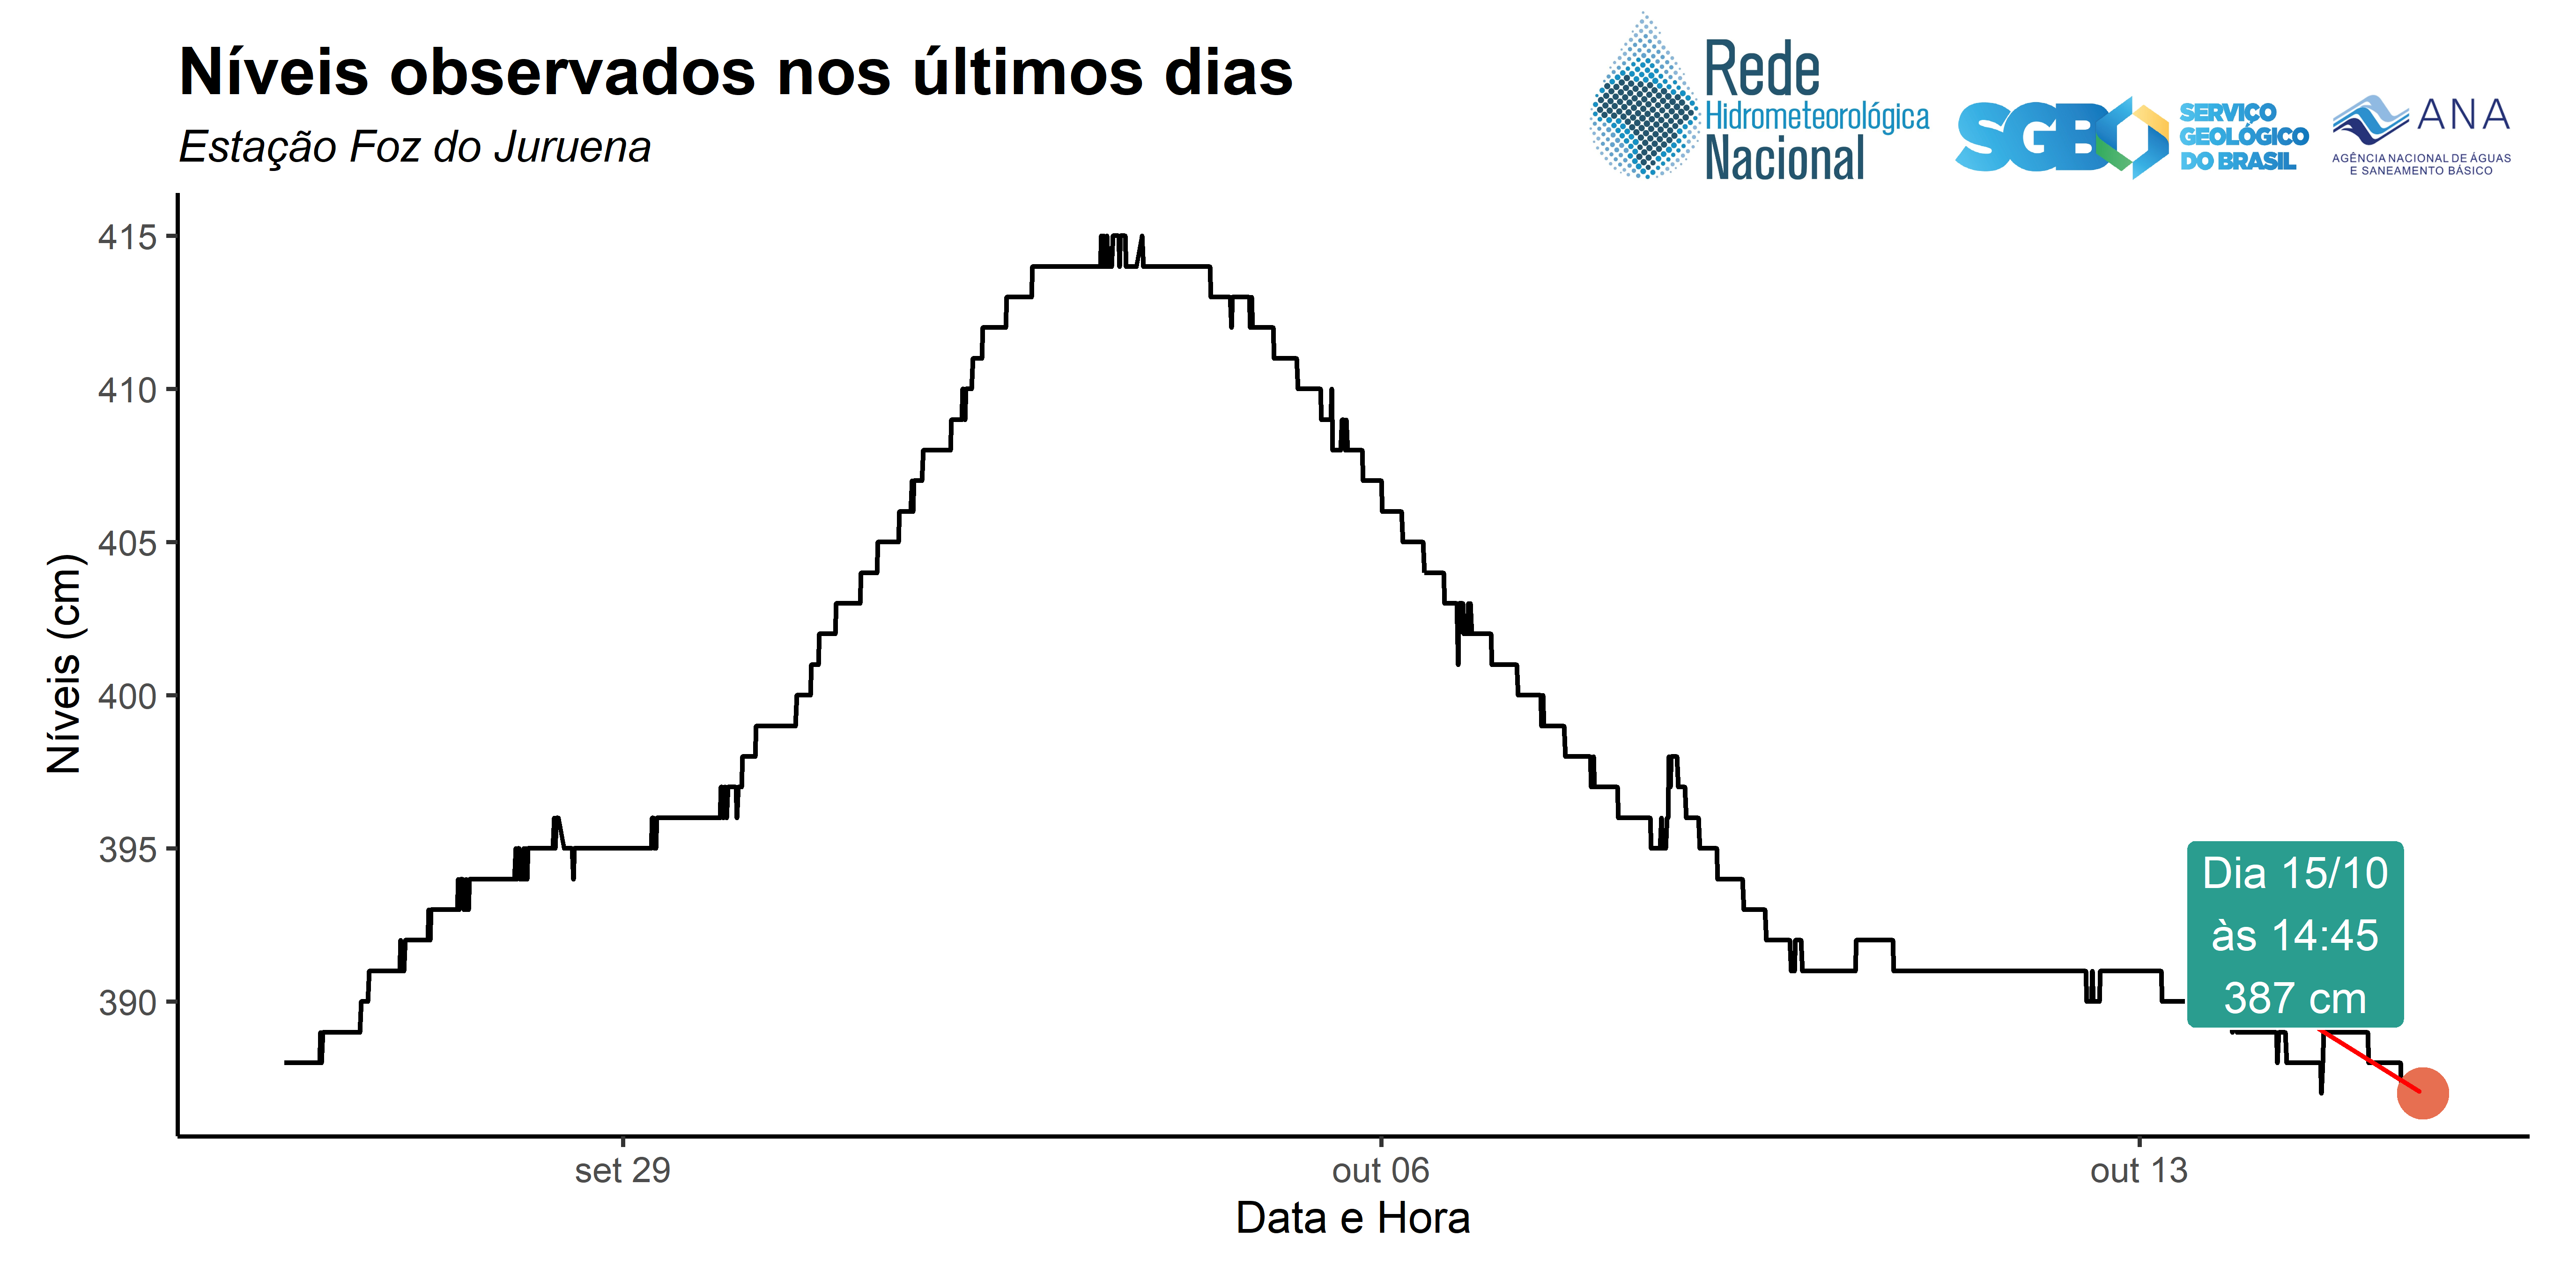 Níveis observados nos últimos dias
Estação Foz do Juruena
Rede
Hidrometeorológica
Nacional
SGB
SERVIÇO
GEOLÓGICO
DO BRASIL
ANA
AGÊNCIA NACIONAL DE ÁGUAS
E SANEAMENTO BÁSICO
Níveis (cm)
415
410
405
400
395
390
Dia 15/10
às 14:45
387 cm
set 29
out 06
out 13
Data e Hora